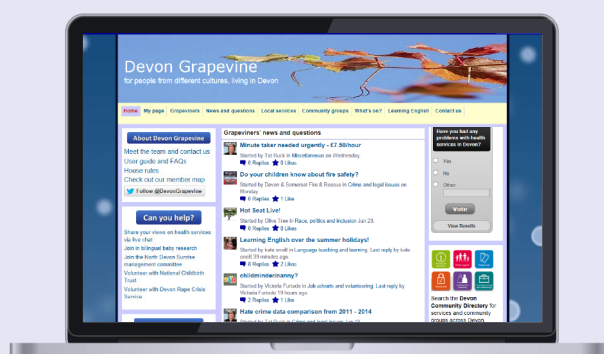 Devon Grapevine
for people from different cultures, living in Devon
Home My page Grapeviners News and questions Local services Community groups What's on? Learning English Contact us
About Devon Grapevine
Meet the team and contact us
User guide and FAQs
House rules
Check out our member map
Follow @DevonGrapevine
Can you help?
Share your views on health services
via live chat
Join in bilingual baby research
Join the North Devon Sunrise
management committee
Volunteer with National Childbirth
Trust
Volunteer with Devon Rape Crisis
Service
Grapeviners' news and questions
Minute taker needed urgently - £7.58/hour
Started by Tat Ruck in Miscellaneous on Wednesday.
0 Replies 0 Likes
Do your children know about fire safety?
Started by Devon & Somerset Fire & Rescue in Crime and legal issues on
Monday.
0 Replies 1 Like
Hot Seat Live!
Started by Olive Tree in Race, politics and Inclusion Jun 28.
0 Replies 0 Likes
Learning English over the summer holidays!
Started by kate oneill in Language teaching and learning. Last reply by kate
oneill 39 minutes ago.
Replies 2 Likes
childminder/nanny?
Started by Victoria Furtado in Job adverts and volunteering. Last reply by
Victoria Furtado 19 hours ago.
2 Replies 1 Like
Hate crime data comparison from 2011 - 2014
Have you had any
problems with health
services in Devon?
Yes
No
Other
Vote
View Results
Search the Devon
Community Directory for
services and community
groups across Devon